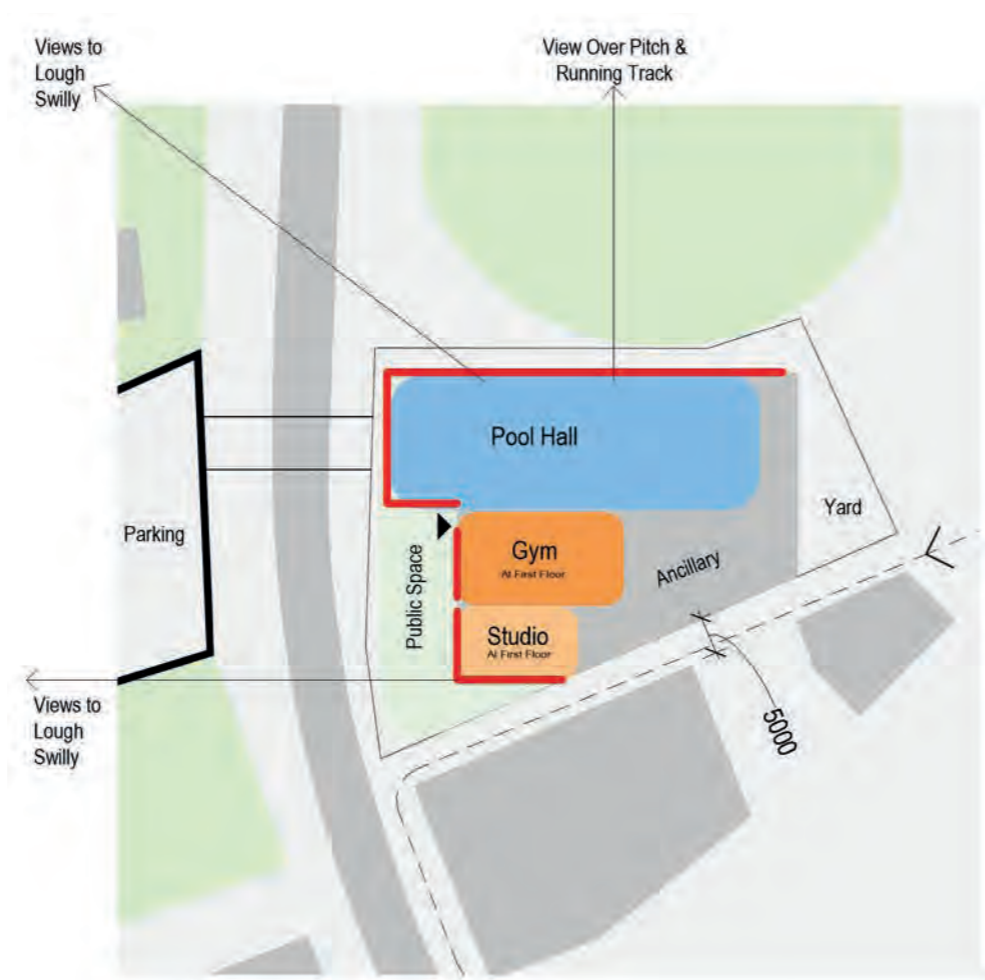 Views to
Lough
Swilly
View Over Pitch &
Running Track
Pool Hall
Parking
Public Space
Gym
At First Floor
Ancillary
Yard
Studio
At First Floor
Views to
Lough
Swilly
5000